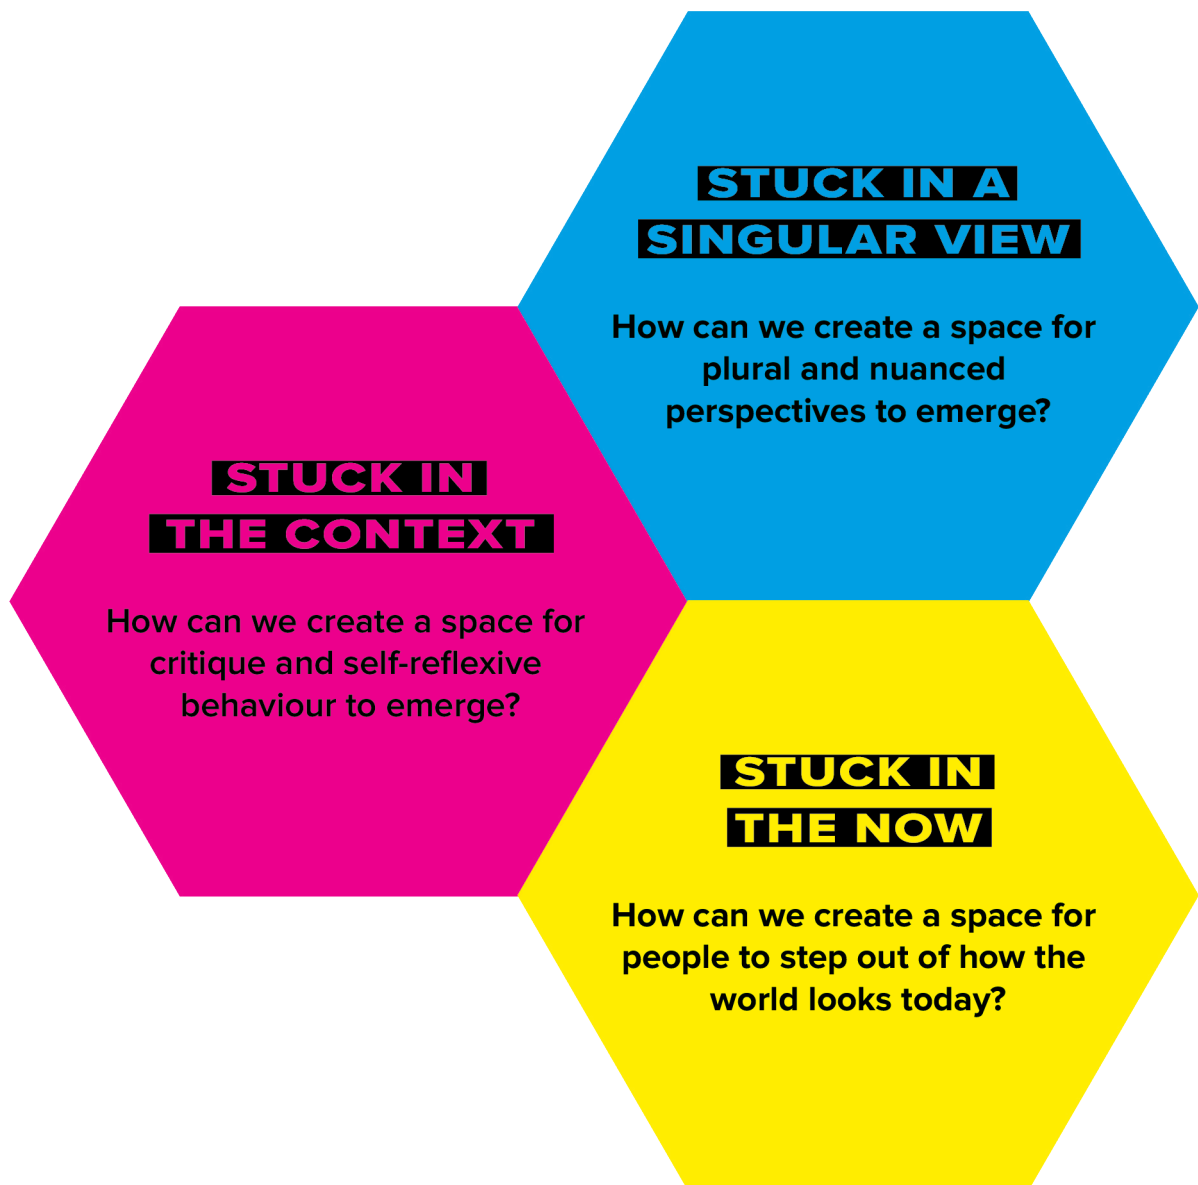 STUCK IN A
SINGULAR VIEW
How can we create a space for
plural and nuanced
perspectives to emerge?
STUCK IN
THE CONTEXT
How can we create a space for
critique and self-reflexive
behaviour to emerge?
STUCK IN
THE NOW
How can we create a space for
people to step out of how the
world looks today?